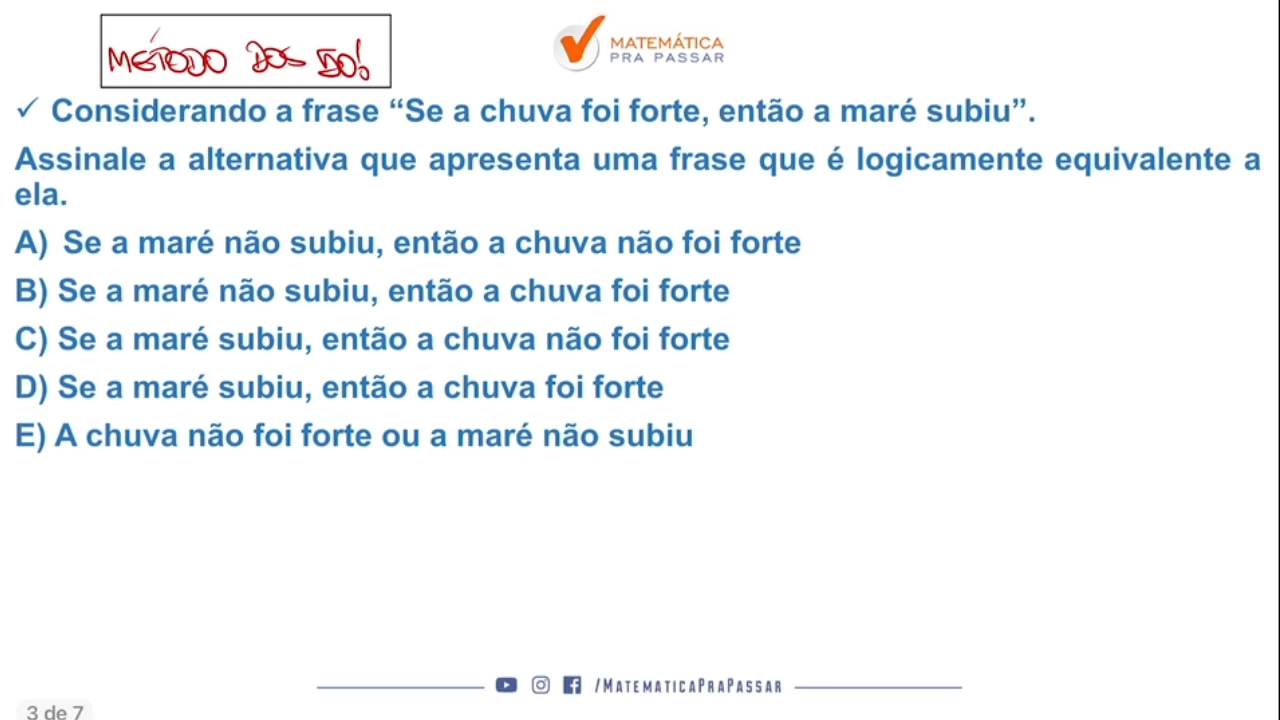 MÉTODO DOS 50!
MATEMÁTICA
PRA PASSAR
✓ Considerando a frase “Se a chuva foi forte, então a maré subiu”.
Assinale a alternativa que apresenta uma frase que é logicamente equivalente a
ela.
A) Se a maré não subiu, então a chuva não foi forte
B) Se a maré não subiu, então a chuva foi forte
C) Se a maré subiu, então a chuva não foi forte
D) Se a maré subiu, então a chuva foi forte
E) A chuva não foi forte ou a maré não subiu
/MATEMATICAPRAPASSAR
3 de 7